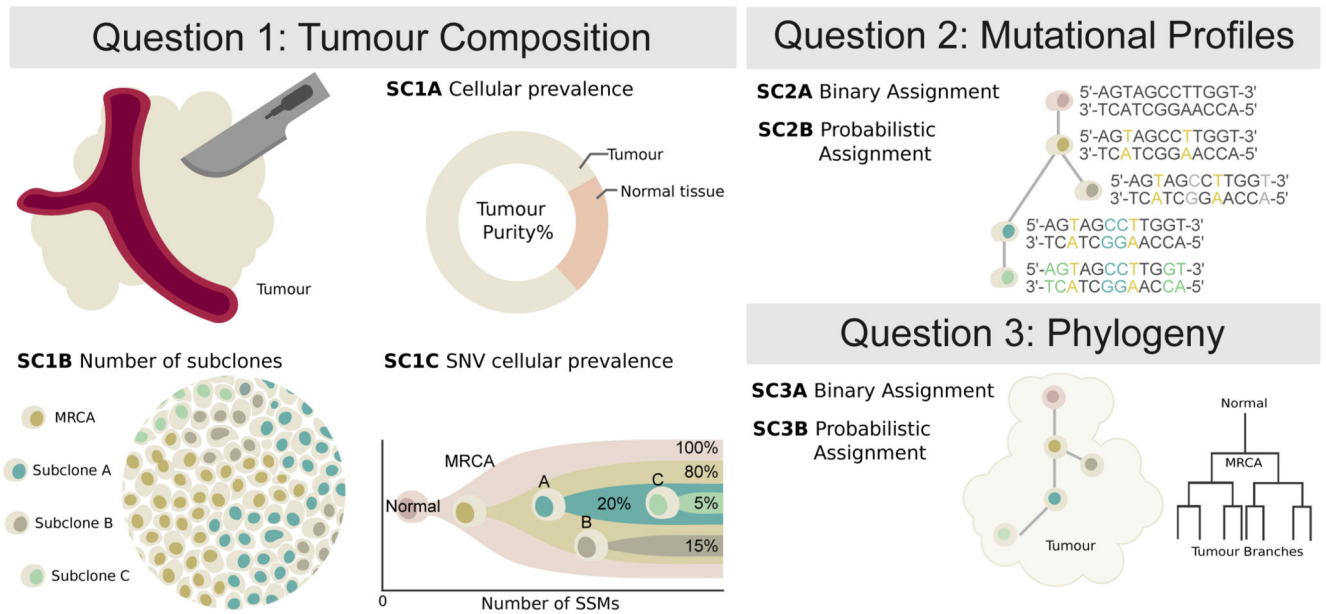 Question 1: Tumour Composition
SC1A Cellular prevalence
Tumour
Normal tissue
Tumour
Purity%
Tumour
SC1B Number of subclones
MRCA
Subclone A
Subclone B
Subclone C
SC1C SNV cellular prevalence
100%
MRCA
80%
A
C
Normal
20%
5%
B
15%
0
Number of SSMs
Question 2: Mutational Profiles
SC2A Binary Assignment
SC2B Probabilistic
Assignment
5'-AGTAGCCTTGGT-3'
3'-TCATCGGAACCA-5'
5'-AGTAGCCTTGGT-3'
3'-TCATCGGAACCA-5'
5'-AGTAGCCTTGGT-3'
3'-TCATCGGAACCA-5'
5'-AGTAGCCTTGGT-3'
3'-TCATCGGAACCA-5'
5'-AGTAGCCTTGGT-3'
3'-TCATCGGAACCA-5'
Question 3: Phylogeny
SC3A Binary Assignment
SC3B Probabilistic
Assignment
Tumour
Normal
MRCA
Tumour Branches